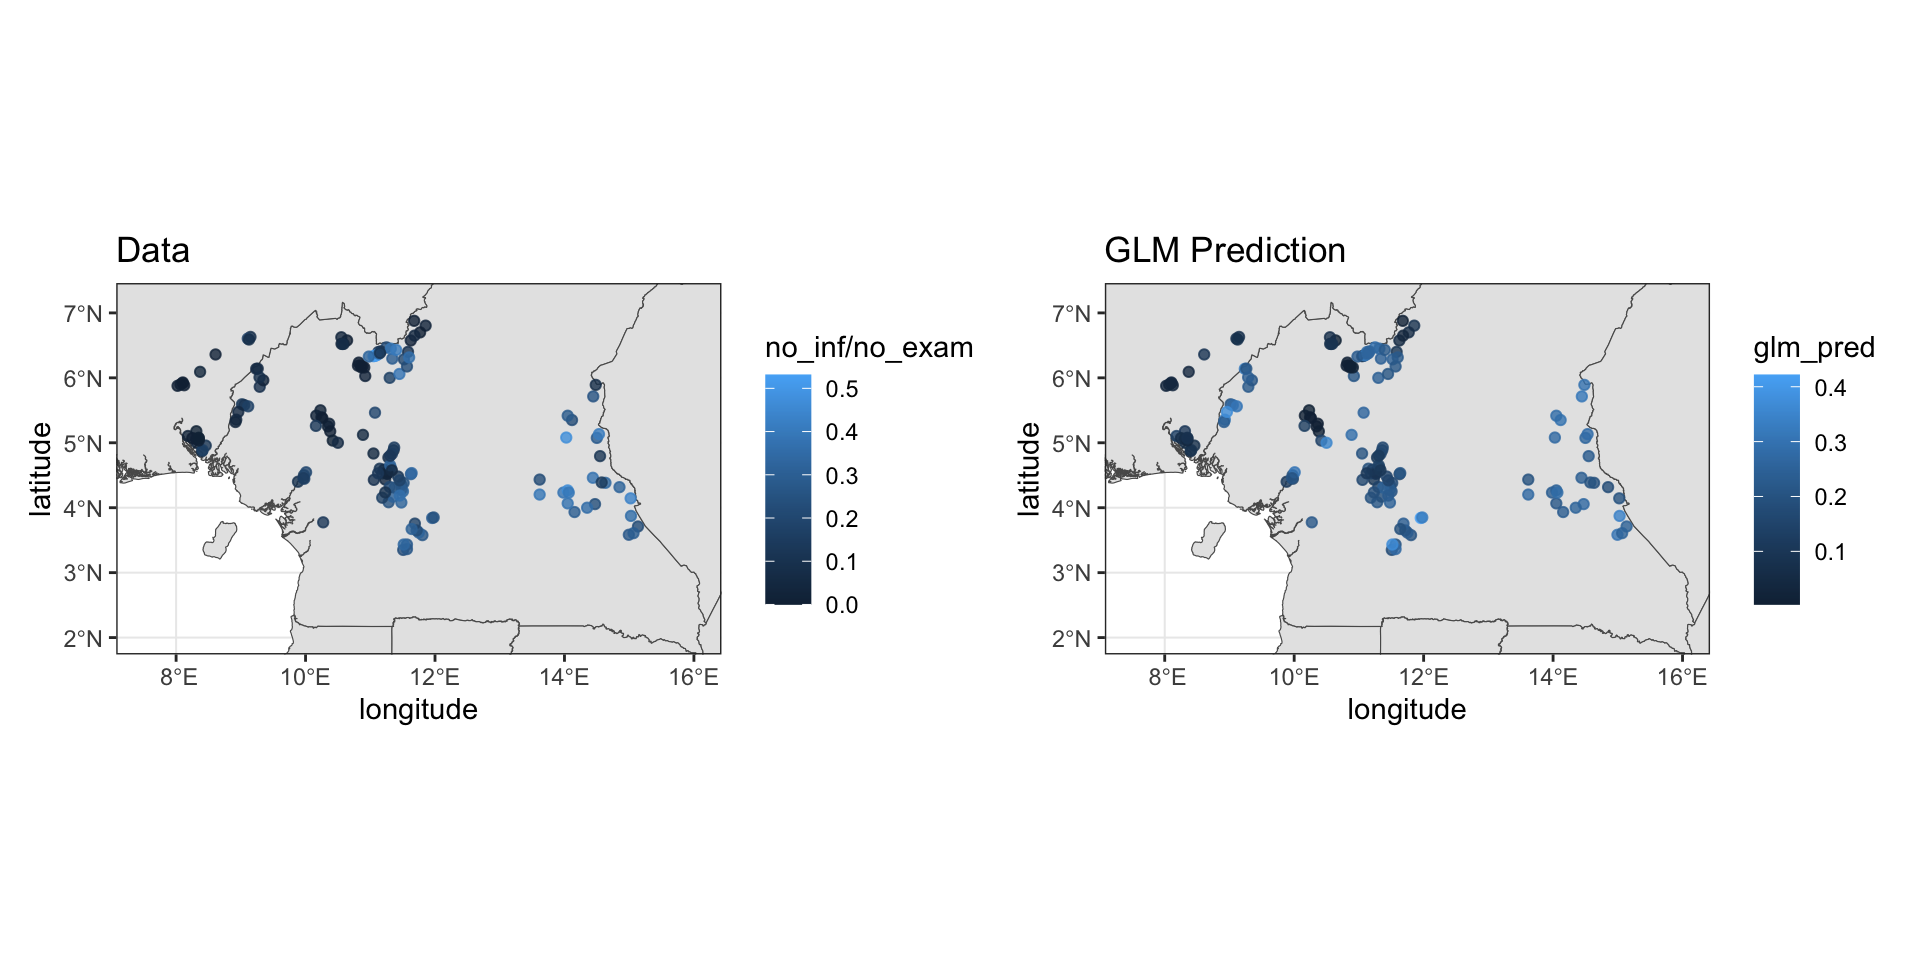 Data
7°N
6°N
5°N
4°N
3°N
2°N
latitude
8°E 10°E 12°E 14°E 16°E
longitude
no_inf/no_exam
0.5
0.4
0.3
0.2
0.1
0.0
GLM Prediction
7°N
6°N
5°N
4°N
3°N
2°N
latitude
8°E 10°E 12°E 14°E 16°E
longitude
glm_pred
0.4
0.3
0.2
0.1